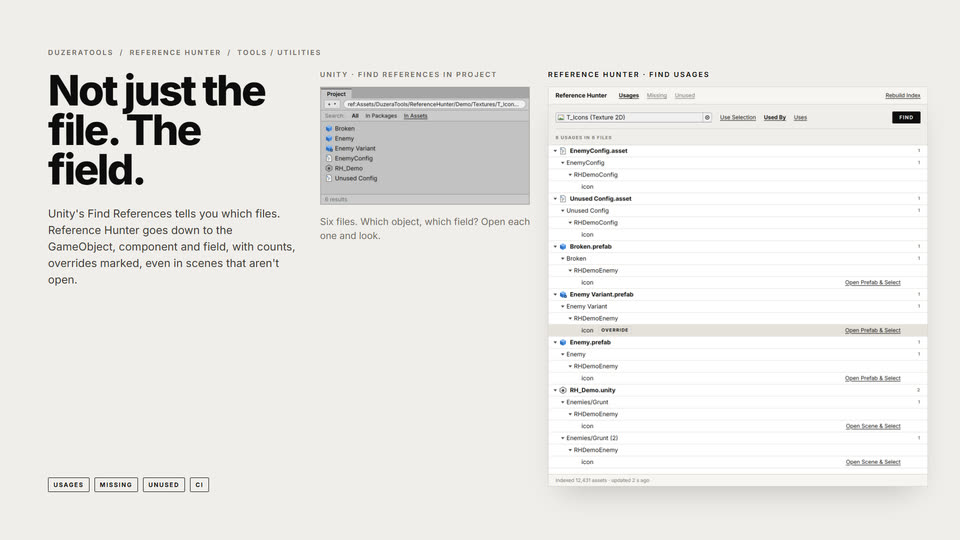 DUZERATOOLS / REFERENCE HUNTER / TOOLS / UTILITIES
Not just the
file. The
field.
Unity's Find References tells you which files.
Reference Hunter goes down to the
GameObject, component and field, with counts,
overrides marked, even in scenes that aren't
open.
USAGES MISSING UNUSED CI
UNITY · FIND REFERENCES IN PROJECT
Project
ref:Assets/DuzeraTools/ReferenceHunter/Demo/Textures/T_Icon...
Search: All In Packages In Assets
Broken
Enemy
Enemy Variant
EnemyConfig
RH_Demo
Unused Config
6 results
Six files. Which object, which field? Open each
one and look.
REFERENCE HUNTER · FIND USAGES
Reference Hunter Usages Missing Unused Rebuild Index
T_Icons (Texture 2D) Use Selection Used By Uses FIND
EnemyConfig.asset 1
EnemyConfig 1
RHDemoConfig
icon
Unused Config.asset 1
Unused Config 1
RHDemoConfig
icon
Broken.prefab 1
Broken 1
RHDemoEnemy
icon Open Prefab & Select
Enemy Variant.prefab 1
Enemy Variant 1
RHDemoEnemy
icon OVERRIDE Open Prefab & Select
Enemy.prefab 1
Enemy 1
RHDemoEnemy
icon Open Prefab & Select
RH_Demo.unity 2
Enemies/Grunt 1
RHDemoEnemy
icon Open Scene & Select
Enemies/Grunt (2) 1
RHDemoEnemy
icon Open Scene & Select
Indexed 12,431 assets · updated 2 s ago